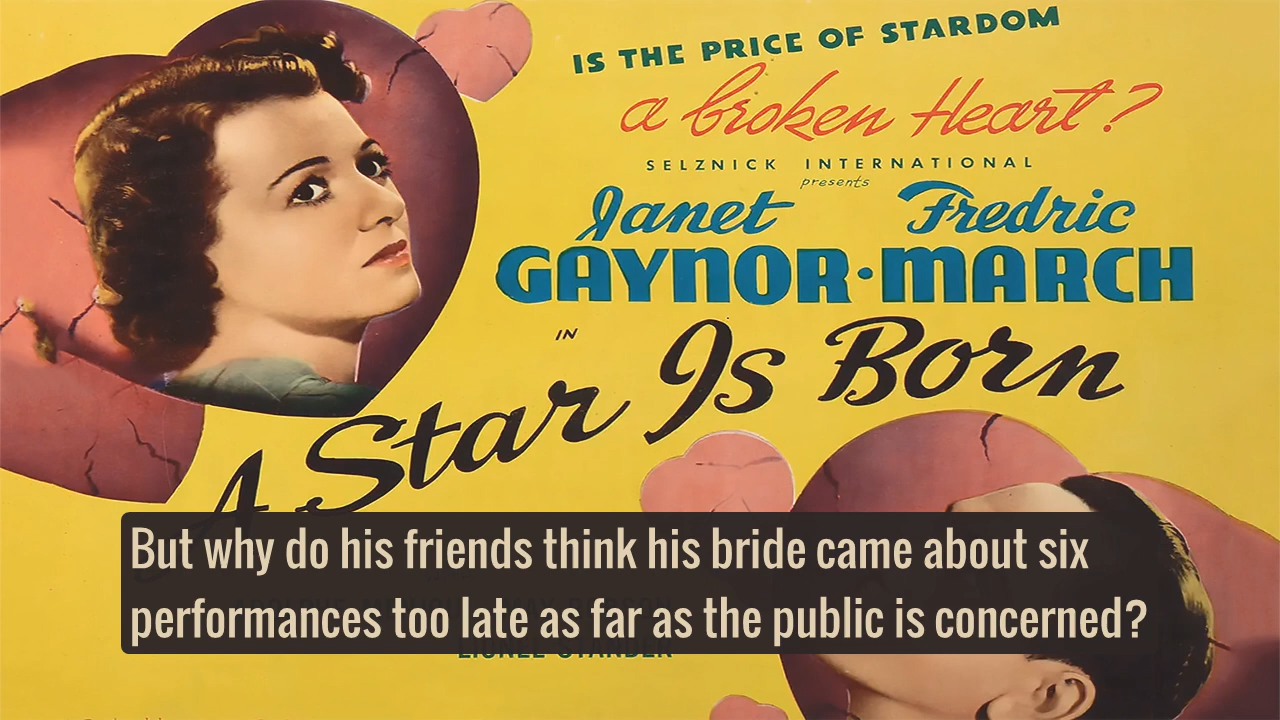 IS THE PRICE OF STARDOM
a broken Heart?
SELZNICK INTERNATIONAL
presents
Janet Fredric
GAYNOR·MARCH
IN
A Star Is Born
But why do his friends think his bride came about six
performances too late as far as the public is concerned?
LIONEL STANDER